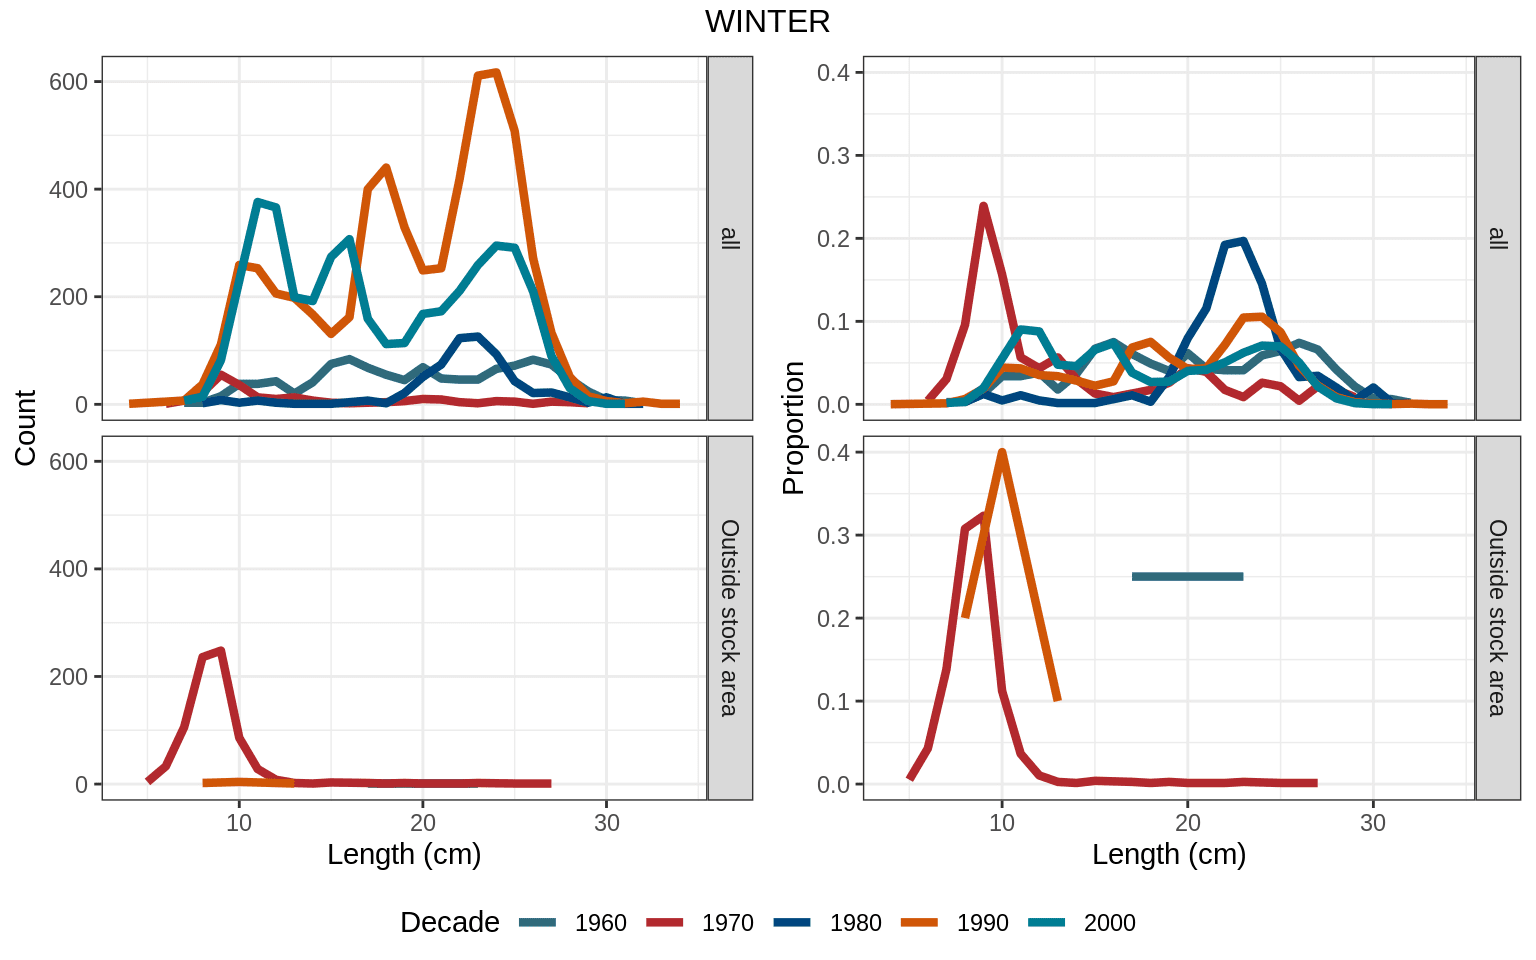 WINTER
Count
600
400
200
0
all
600
400
200
0
Outside stock area
10 20 30
Length (cm)
Proportion
0.4
0.3
0.2
0.1
0.0
all
0.4
0.3
0.2
0.1
0.0
Outside stock area
10 20 30
Length (cm)
Decade 1960 1970 1980 1990 2000